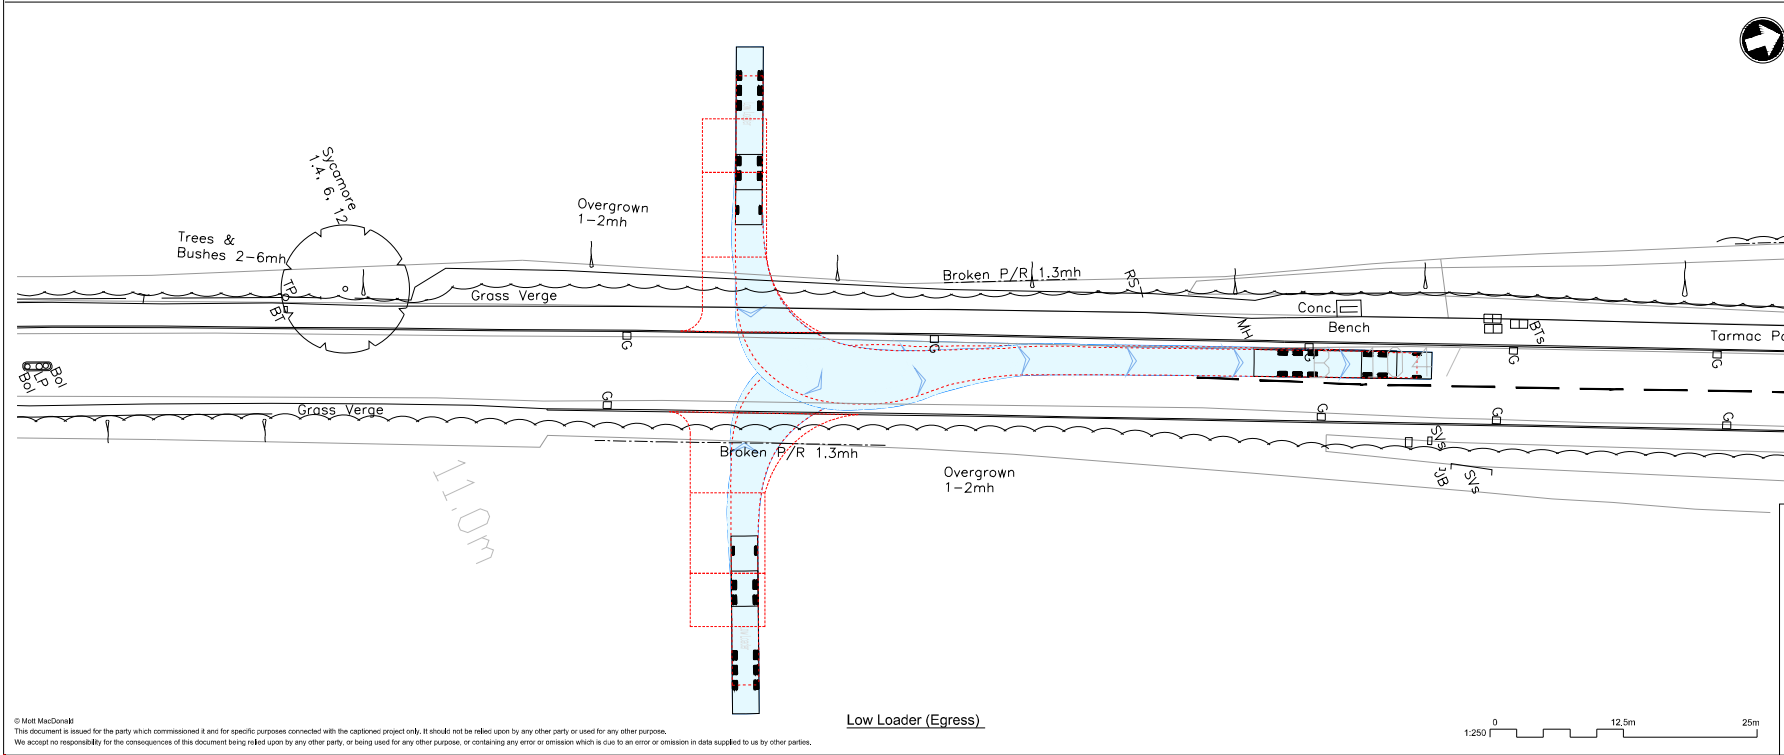 Sycamore
1.4, 6, 12
Overgrown
1-2mh
Trees &
Bushes 2-6mh
TP
BT
Grass Verge
Broken P/R 1.3mh
RS
Conc.
MH
Bench
BTs
Tarmac Pa
G
G
G
G
G
Bol
LP
Bol
Grass Verge
G
G
G
G
Broken P/R 1.3mh
SVs
JB
SVs
Overgrown
1-2mh
11.0m
Low Loader (Egress)
0 12.5m 25m
1:250
© Mott MacDonald
This document is issued for the party which commissioned it and for specific purposes connected with the captioned project only. It should not be relied upon by any other party or used for any other purpose.
We accept no responsibility for the consequences of this document being relied upon by any other party, or being used for any other purpose, or containing any error or omission which is due to an error or omission in data supplied to us by other parties.